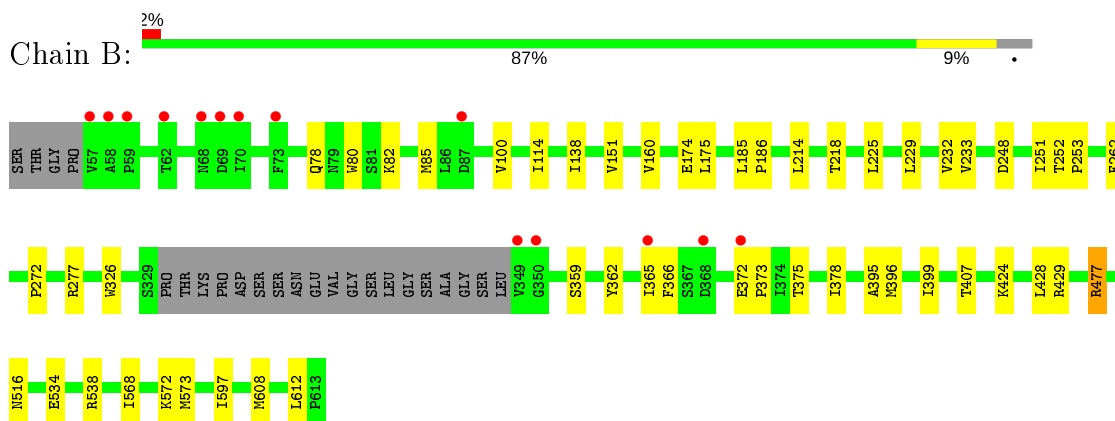 2%
Chain B:
87% 9% •
SER THR GLY PRO V57 A58 P59 T62 N68 D69 I70 F73 Q78 N79 W80 S81 K82 M85 L86 D87 V100 I114 I138 V151 V160 E174 L175 L185 P186 L214 T218 L225 L229 V232 V233 D248 I251 T252 P253
P272 R277 W326 S329 PRO THR LYS PRO ASP SER SER ASN GLU VAL GLY SER LEU GLY SER ALA GLY SER LEU V349 G350 S359 Y362 I365 F366 S367 D368 E372 P373 I374 T375 I378 A395 M396 I399 T407 K424 L428 R429 R477
N516 E534 R538 I568 K572 M573 I597 M608 L612 P613